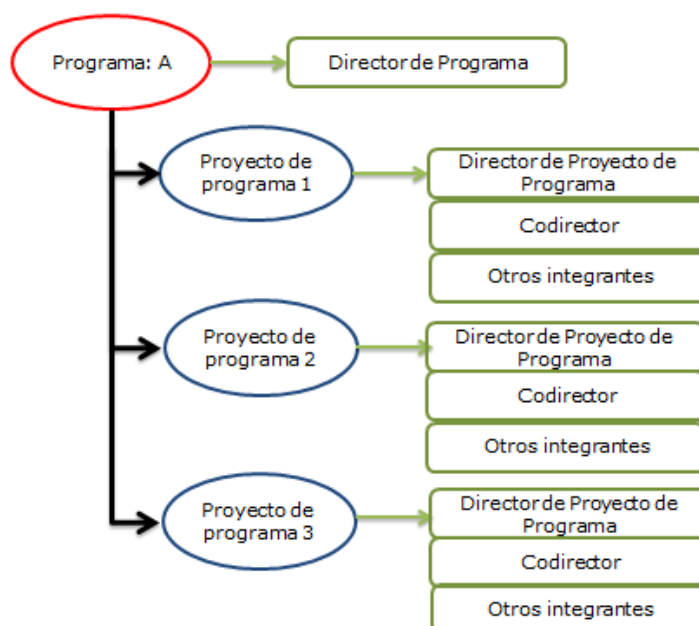 Programa: A
Director de Programa
Proyecto de
programa 1
Director de Proyecto de
Programa
Codirector
Otros integrantes
Proyecto de
programa 2
Director de Proyecto de
Programa
Codirector
Otros integrantes
Proyecto de
programa 3
Director de Proyecto de
Programa
Codirector
Otros integrantes